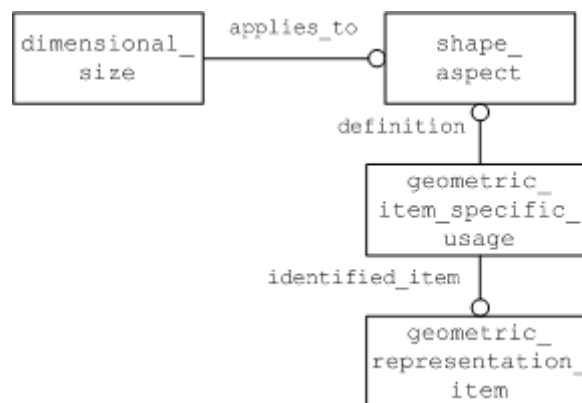 applies_to
dimensional_
size
shape_
aspect
definition
geometric_
item_specific_
usage
identified_item
geometric_
representation_
item